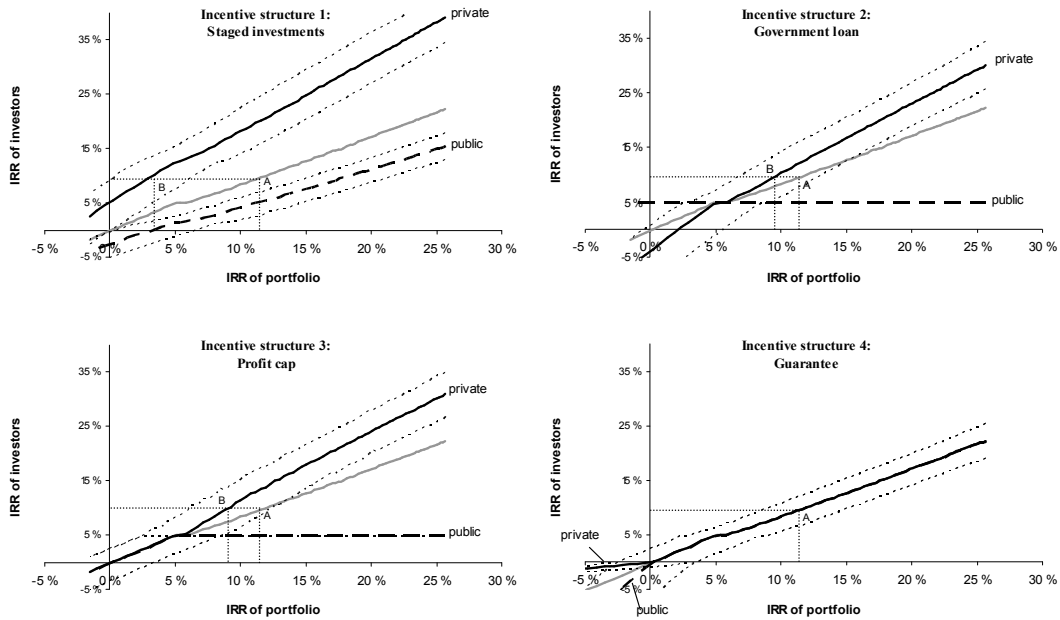 Incentive structure 1:
Staged investments
private
35 %
25 %
15 %
5 %
-5 %
IRR of investors
B
A
public
-5 % 0 % 5 % 10 % 15 % 20 % 25 % 30 %
IRR of portfolio
Incentive structure 2:
Government loan
private
35 %
25 %
15 %
5 %
-5 %
IRR of investors
B
A
public
-5 % 0 % 5 % 10 % 15 % 20 % 25 % 30 %
IRR of portfolio
Incentive structure 3:
Profit cap
private
35 %
25 %
15 %
5 %
-5 %
IRR of investors
B
A
public
-5 % 0 % 5 % 10 % 15 % 20 % 25 % 30 %
IRR of portfolio
Incentive structure 4:
Guarantee
35 %
25 %
15 %
5 %
-5 %
IRR of investors
A
private
public
-5 % 0 % 5 % 10 % 15 % 20 % 25 % 30 %
IRR of portfolio